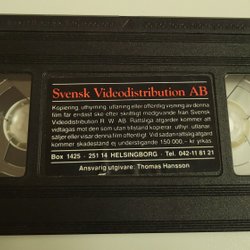 Svensk Videodistribution AB
Kopiering, uthyrning, utlåning eller offentlig visning av denna
film får endast ske efter skriftligt medgivande från Svensk
Videodistribution R. W. AB. Rättsliga åtgärder kommer att
vidtagas mot den som utan tillstånd kopierar, uthyr, utlånar,
säljer eller visar denna film offentligt. Vid sådan rättsåtgärd
kommer skadestånd ej understigande 150.000:- kr yrkas.
Box 1425 - 251 14 HELSINGBORG - Tel. 042-11 81 21
Ansvarig utgivare: Thomas Hansson